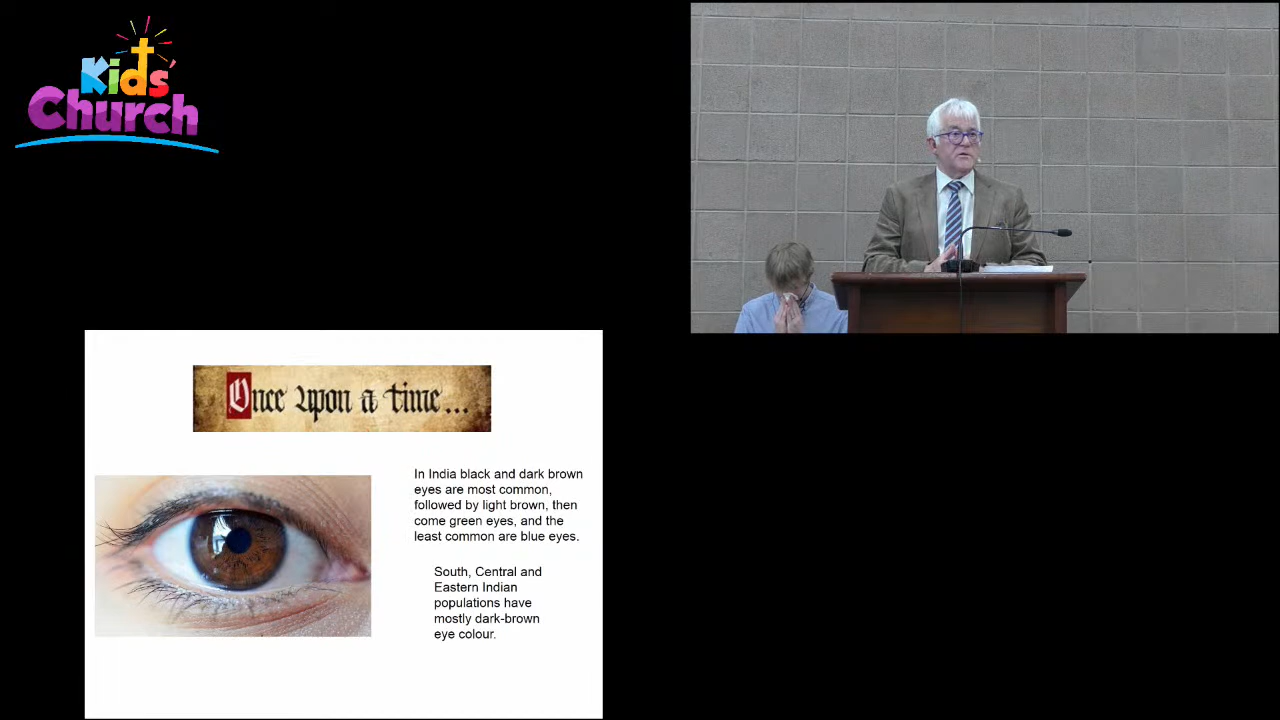 Kids'
Church
Once upon a time...
In India black and dark brown
eyes are most common,
followed by light brown, then
come green eyes, and the
least common are blue eyes.
South, Central and
Eastern Indian
populations have
mostly dark-brown
eye colour.